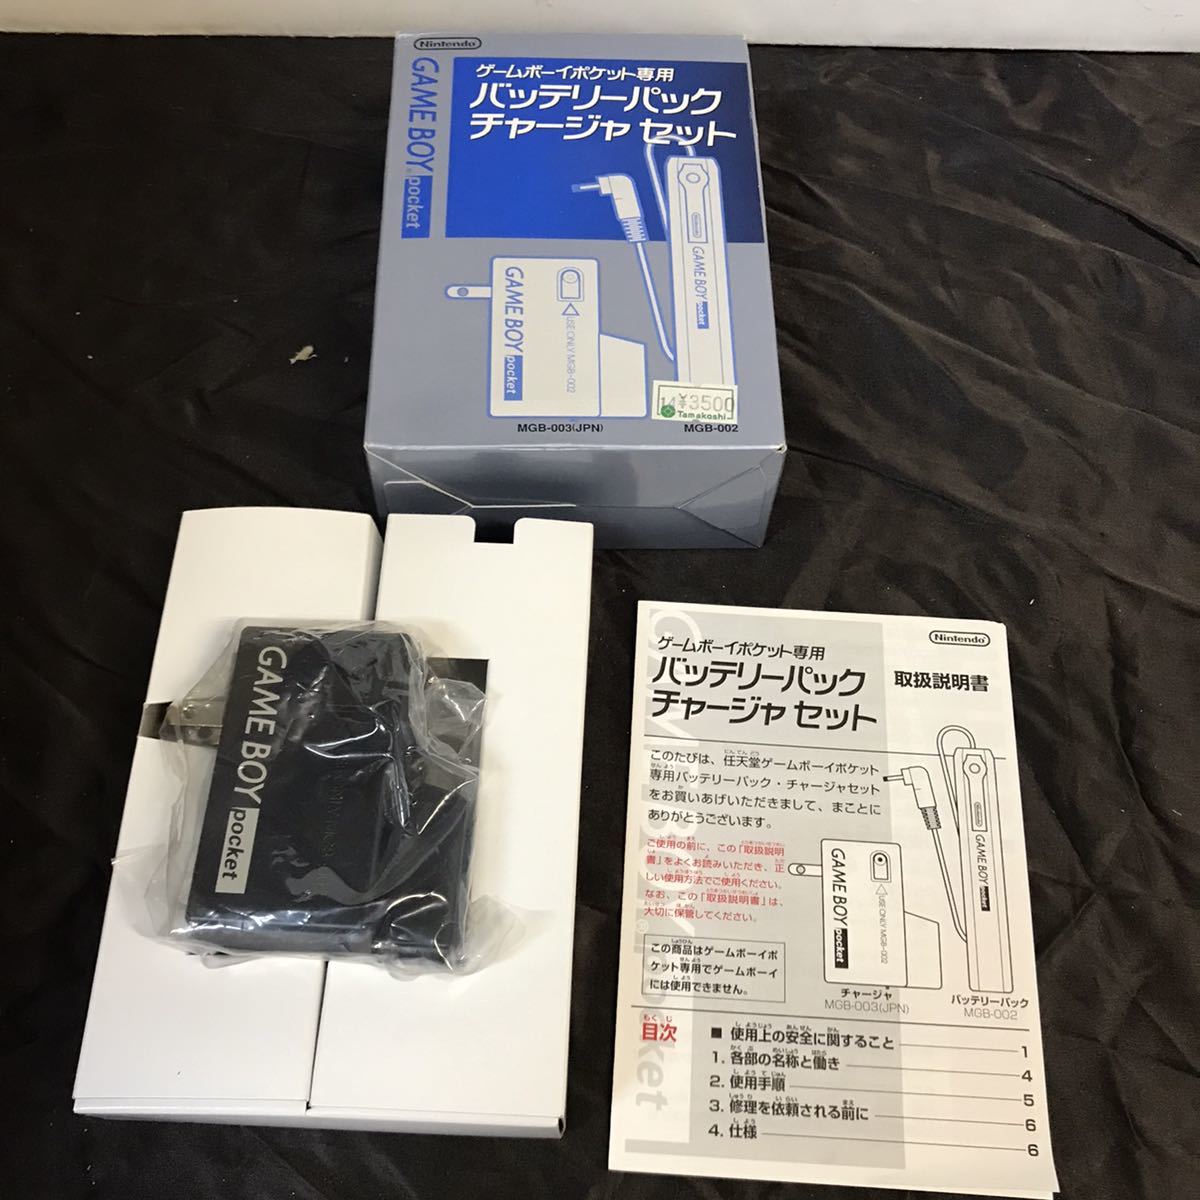 Nintendo
GAME BOY pocket
ゲームボーイポケット専用
バッテリーパック
チャージャ セット
Nintendo
GAME BOY pocket
GAME BOY pocket
USE ONLY MGB-002
14 ¥3500
Tamakoshi
MGB-003(JPN)
MGB-002
GAME BOY pocket
Nintendo
ゲームボーイポケット専用
バッテリーパック
チャージャ セット
取扱説明書
このたびは、任天堂ゲームボーイポケット
専用バッテリーパック・チャージャセット
をお買いあげいただきまして、まことに
ありがとうございます。
ご使用の前に、この「取扱説明
書」をよくお読みいただき、正
しい使用方法でご使用ください。
なお、この「取扱説明書」は、
大切に保管してください。
この商品はゲームボーイポ
ケット専用でゲームボーイ
には使用できません。
GAME BOY pocket
USE ONLY MGB-002
Nintendo
GAME BOY pocket
チャージャ
MGB-003(JPN)
バッテリーパック
MGB-002
目次
■ 使用上の安全に関すること 1
1. 各部の名称と働き 4
2. 使用手順 5
3. 修理を依頼される前に 6
4. 仕様 6